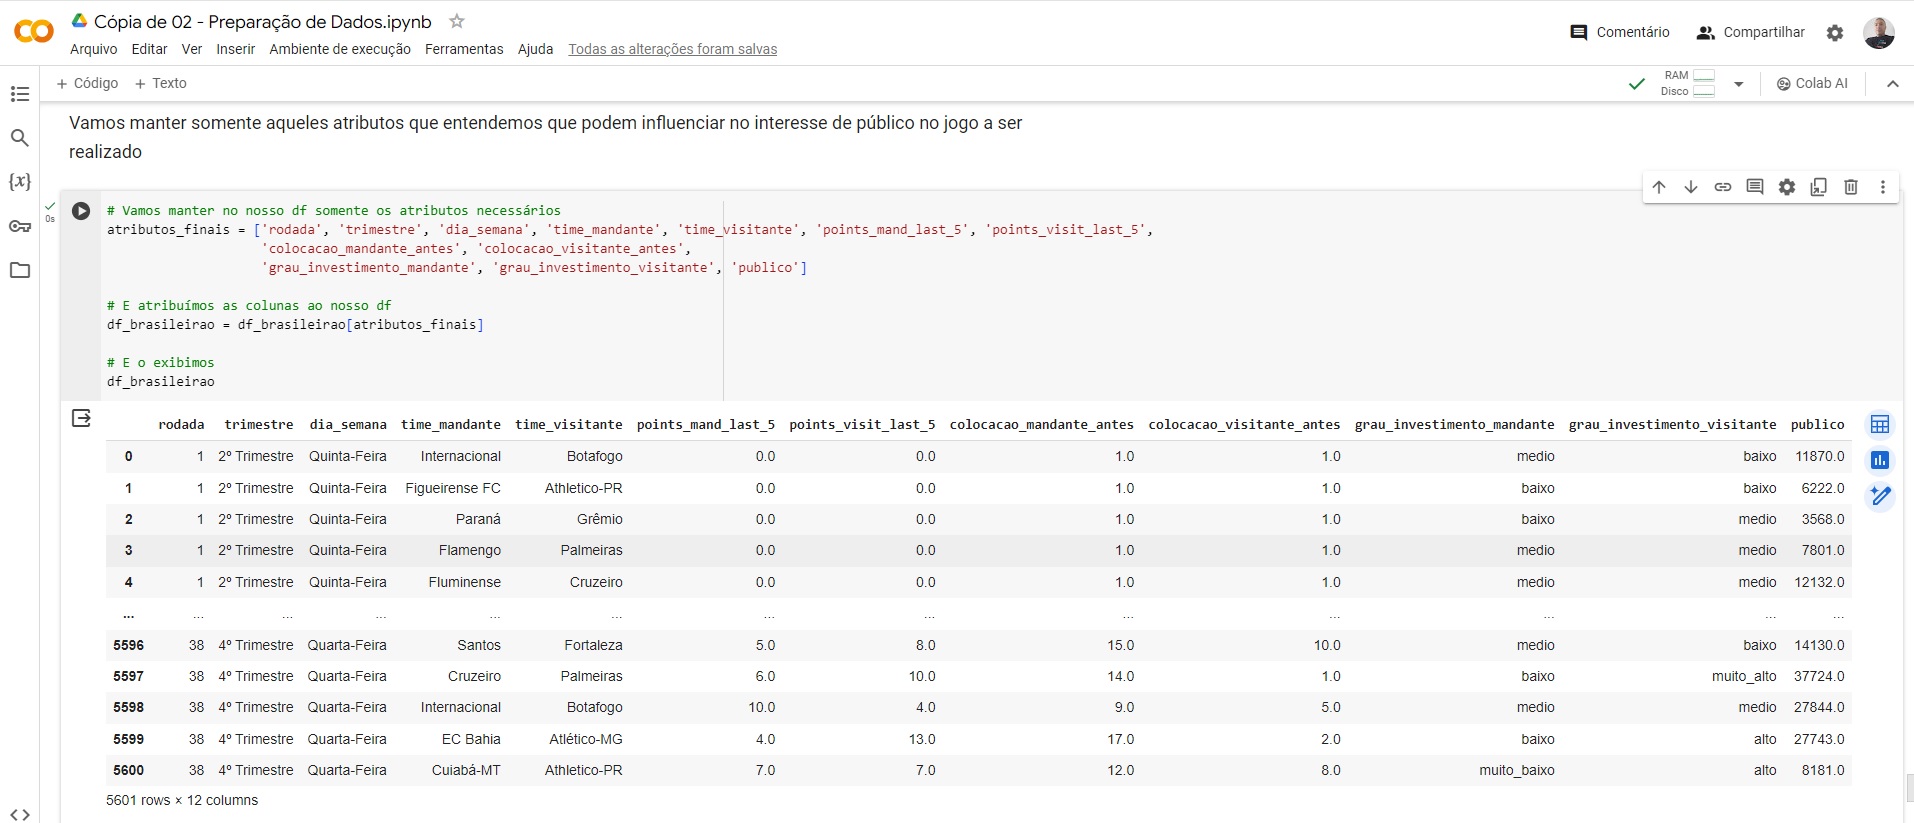 Cópia de 02 - Preparação de Dados.ipynb
Arquivo Editar Ver Inserir Ambiente de execução Ferramentas Ajuda Todas as alterações foram salvas
Comentário Compartilhar
+ Código + Texto
RAM
Disco
Colab AI
Vamos manter somente aqueles atributos que entendemos que podem influenciar no interesse de público no jogo a ser
realizado
{x}
0s
# Vamos manter no nosso df somente os atributos necessários
atributos_finais = ['rodada', 'trimestre', 'dia_semana', 'time_mandante', 'time_visitante', 'points_mand_last_5', 'points_visit_last_5',
'colocacao_mandante_antes', 'colocacao_visitante_antes',
'grau_investimento_mandante', 'grau_investimento_visitante', 'publico']
# E atribuímos as colunas ao nosso df
df_brasileirao = df_brasileirao[atributos_finais]
# E o exibimos
df_brasileirao
rodada trimestre dia_semana time_mandante time_visitante points_mand_last_5 points_visit_last_5 colocacao_mandante_antes colocacao_visitante_antes grau_investimento_mandante grau_investimento_visitante publico
0 1 2º Trimestre Quinta-Feira Internacional Botafogo 0.0 0.0 1.0 1.0 medio baixo 11870.0
1 1 2º Trimestre Quinta-Feira Figueirense FC Athletico-PR 0.0 0.0 1.0 1.0 baixo baixo 6222.0
2 1 2º Trimestre Quinta-Feira Paraná Grêmio 0.0 0.0 1.0 1.0 baixo medio 3568.0
3 1 2º Trimestre Quinta-Feira Flamengo Palmeiras 0.0 0.0 1.0 1.0 medio medio 7801.0
4 1 2º Trimestre Quinta-Feira Fluminense Cruzeiro 0.0 0.0 1.0 1.0 medio medio 12132.0
... ... ... ... ... ... ... ... ... ... ... ... ...
5596 38 4º Trimestre Quarta-Feira Santos Fortaleza 5.0 8.0 15.0 10.0 medio baixo 14130.0
5597 38 4º Trimestre Quarta-Feira Cruzeiro Palmeiras 6.0 10.0 14.0 1.0 baixo muito_alto 37724.0
5598 38 4º Trimestre Quarta-Feira Internacional Botafogo 10.0 4.0 9.0 5.0 medio medio 27844.0
5599 38 4º Trimestre Quarta-Feira EC Bahia Atlético-MG 4.0 13.0 17.0 2.0 baixo alto 27743.0
5600 38 4º Trimestre Quarta-Feira Cuiabá-MT Athletico-PR 7.0 7.0 12.0 8.0 muito_baixo alto 8181.0
5601 rows × 12 columns